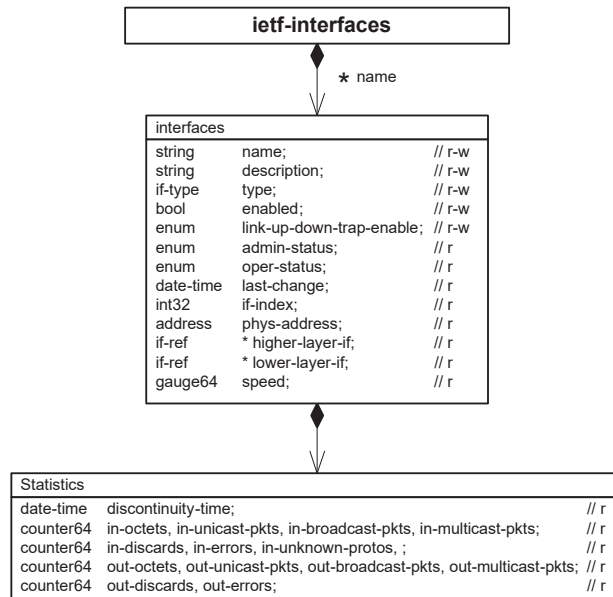 ietf-interfaces
* name
interfaces
string name; // r-w
string description; // r-w
if-type type; // r-w
bool enabled; // r-w
enum link-up-down-trap-enable; // r-w
enum admin-status; // r
enum oper-status; // r
date-time last-change; // r
int32 if-index; // r
address phys-address; // r
if-ref * higher-layer-if; // r
if-ref * lower-layer-if; // r
gauge64 speed; // r
Statistics
date-time discontinuity-time; // r
counter64 in-octets, in-unicast-pkts, in-broadcast-pkts, in-multicast-pkts; // r
counter64 in-discards, in-errors, in-unknown-protos, ; // r
counter64 out-octets, out-unicast-pkts, out-broadcast-pkts, out-multicast-pkts; // r
counter64 out-discards, out-errors; // r